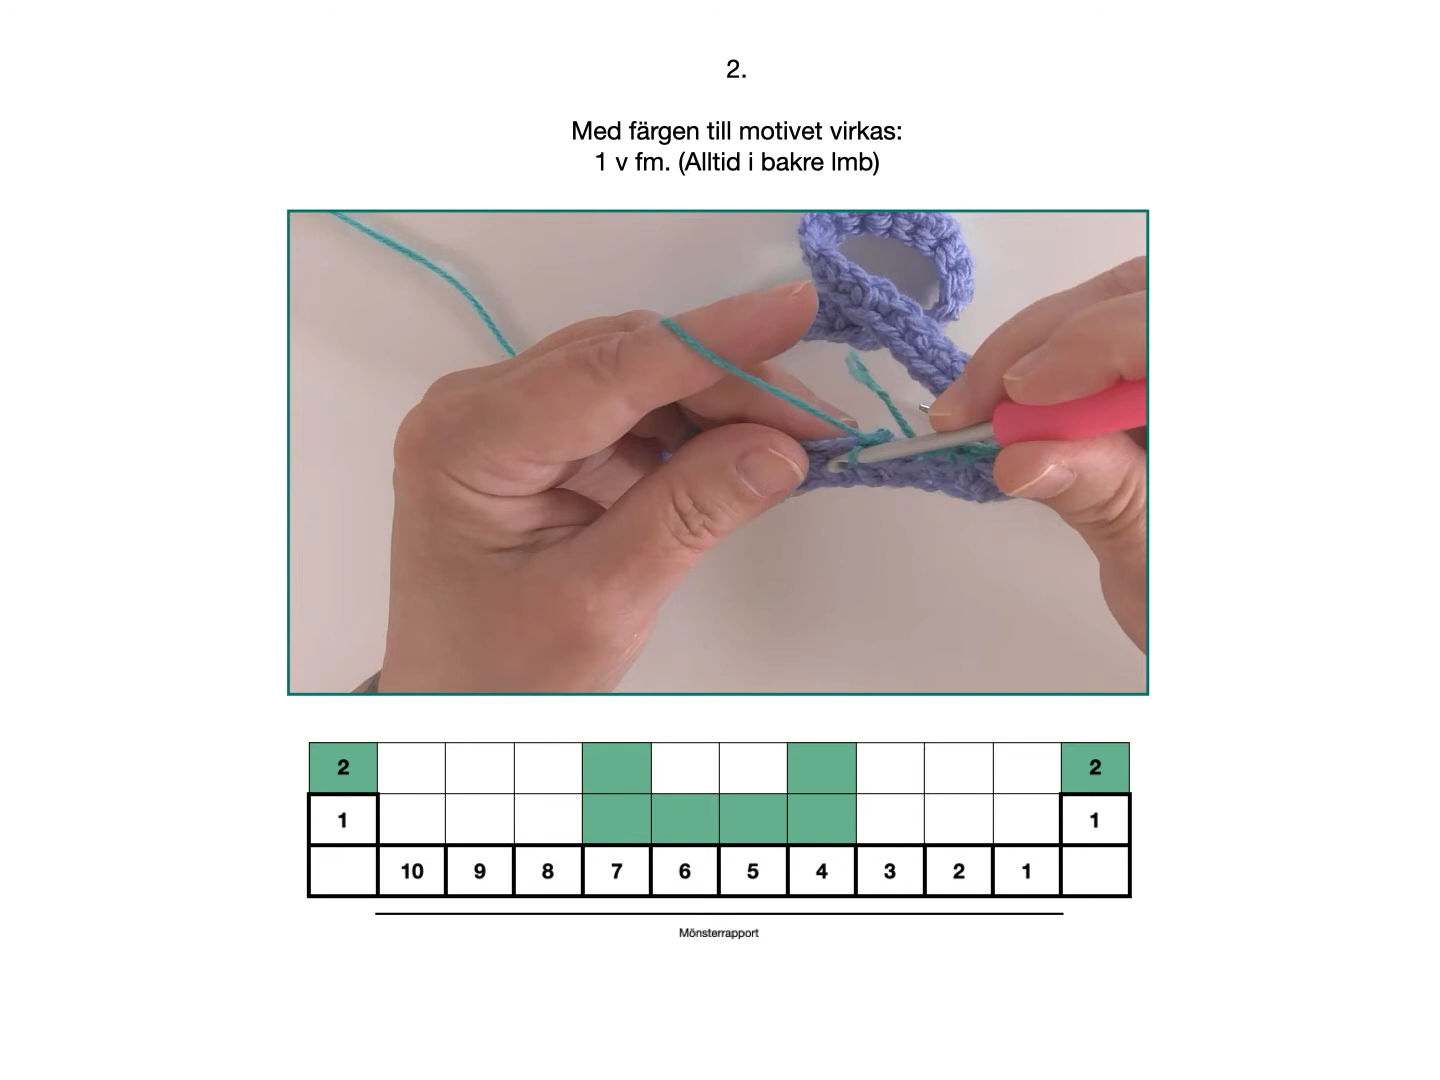 2.
Med färgen till motivet virkas:
1 v fm. (Alltid i bakre lmb)
2 2
1 1
10 9 8 7 6 5 4 3 2 1
Mönsterrapport